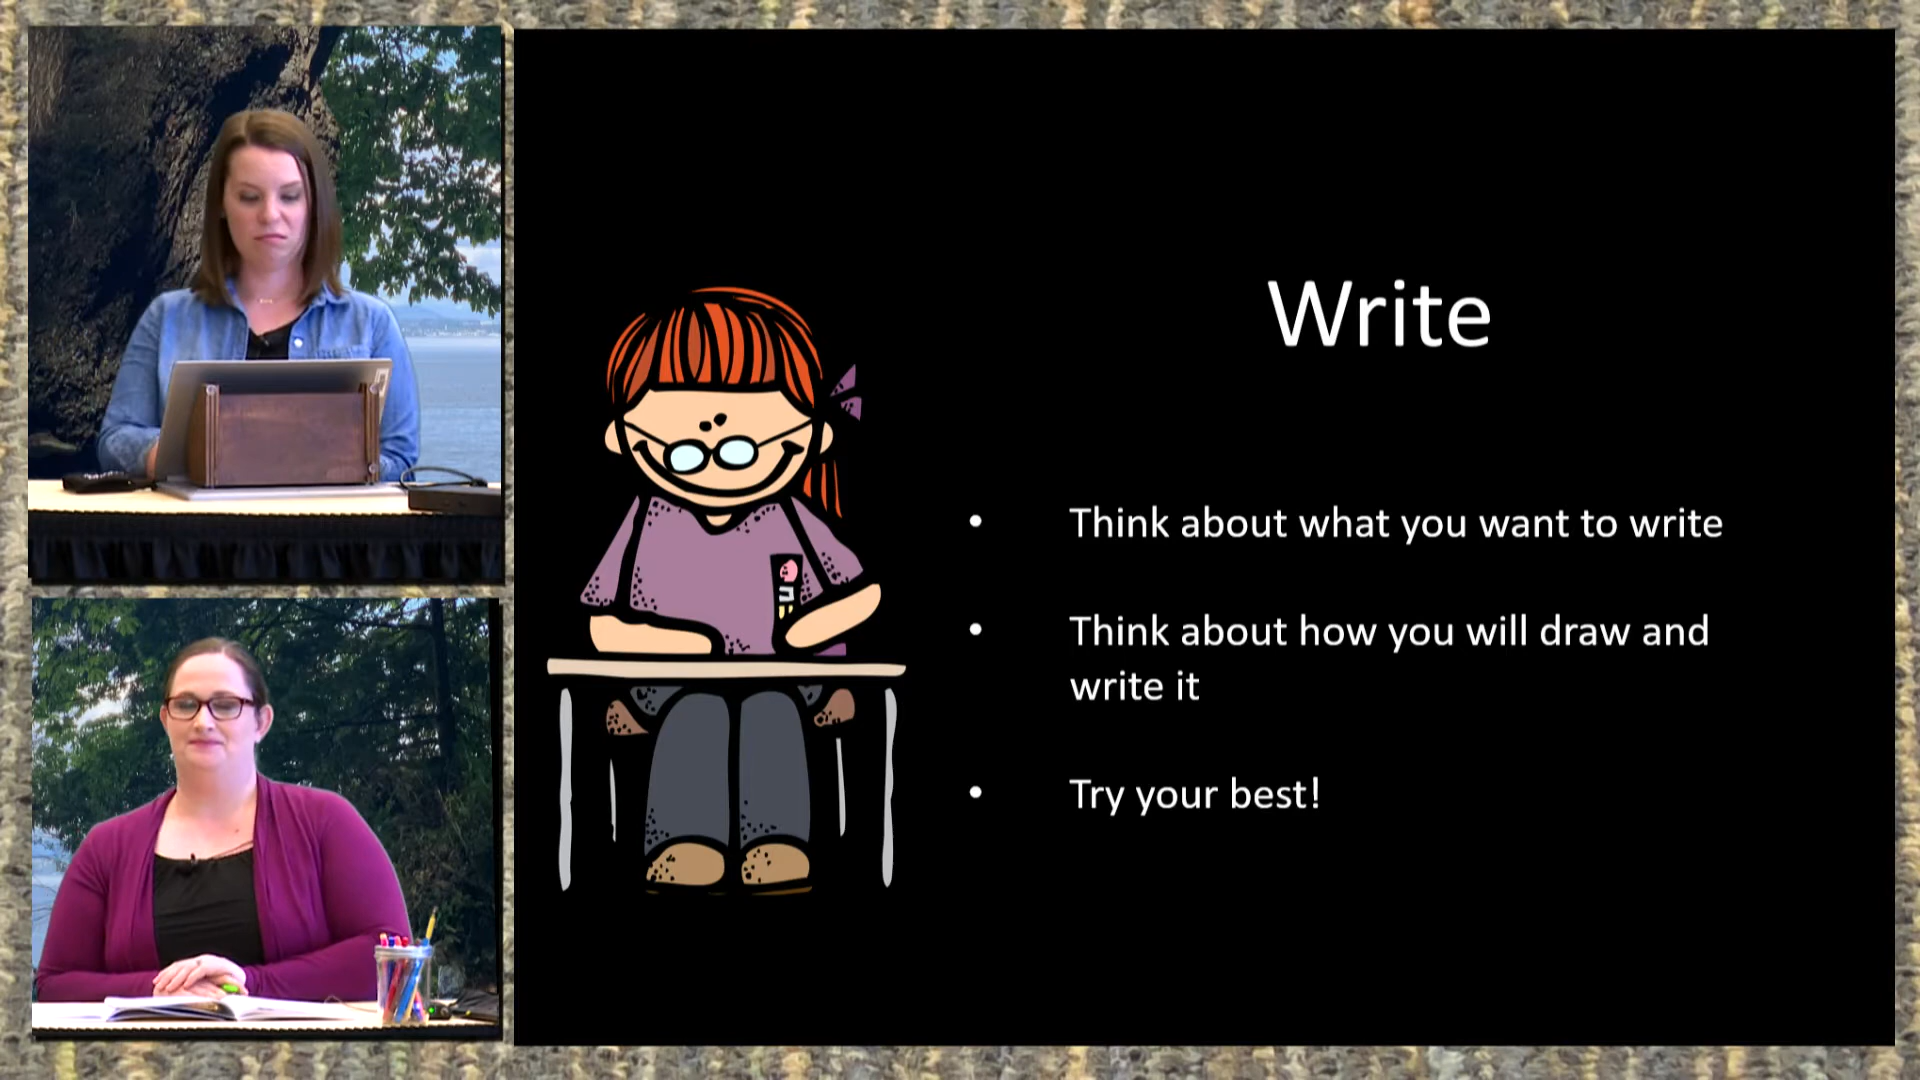 Write
• Think about what you want to write
• Think about how you will draw and
write it
• Try your best!